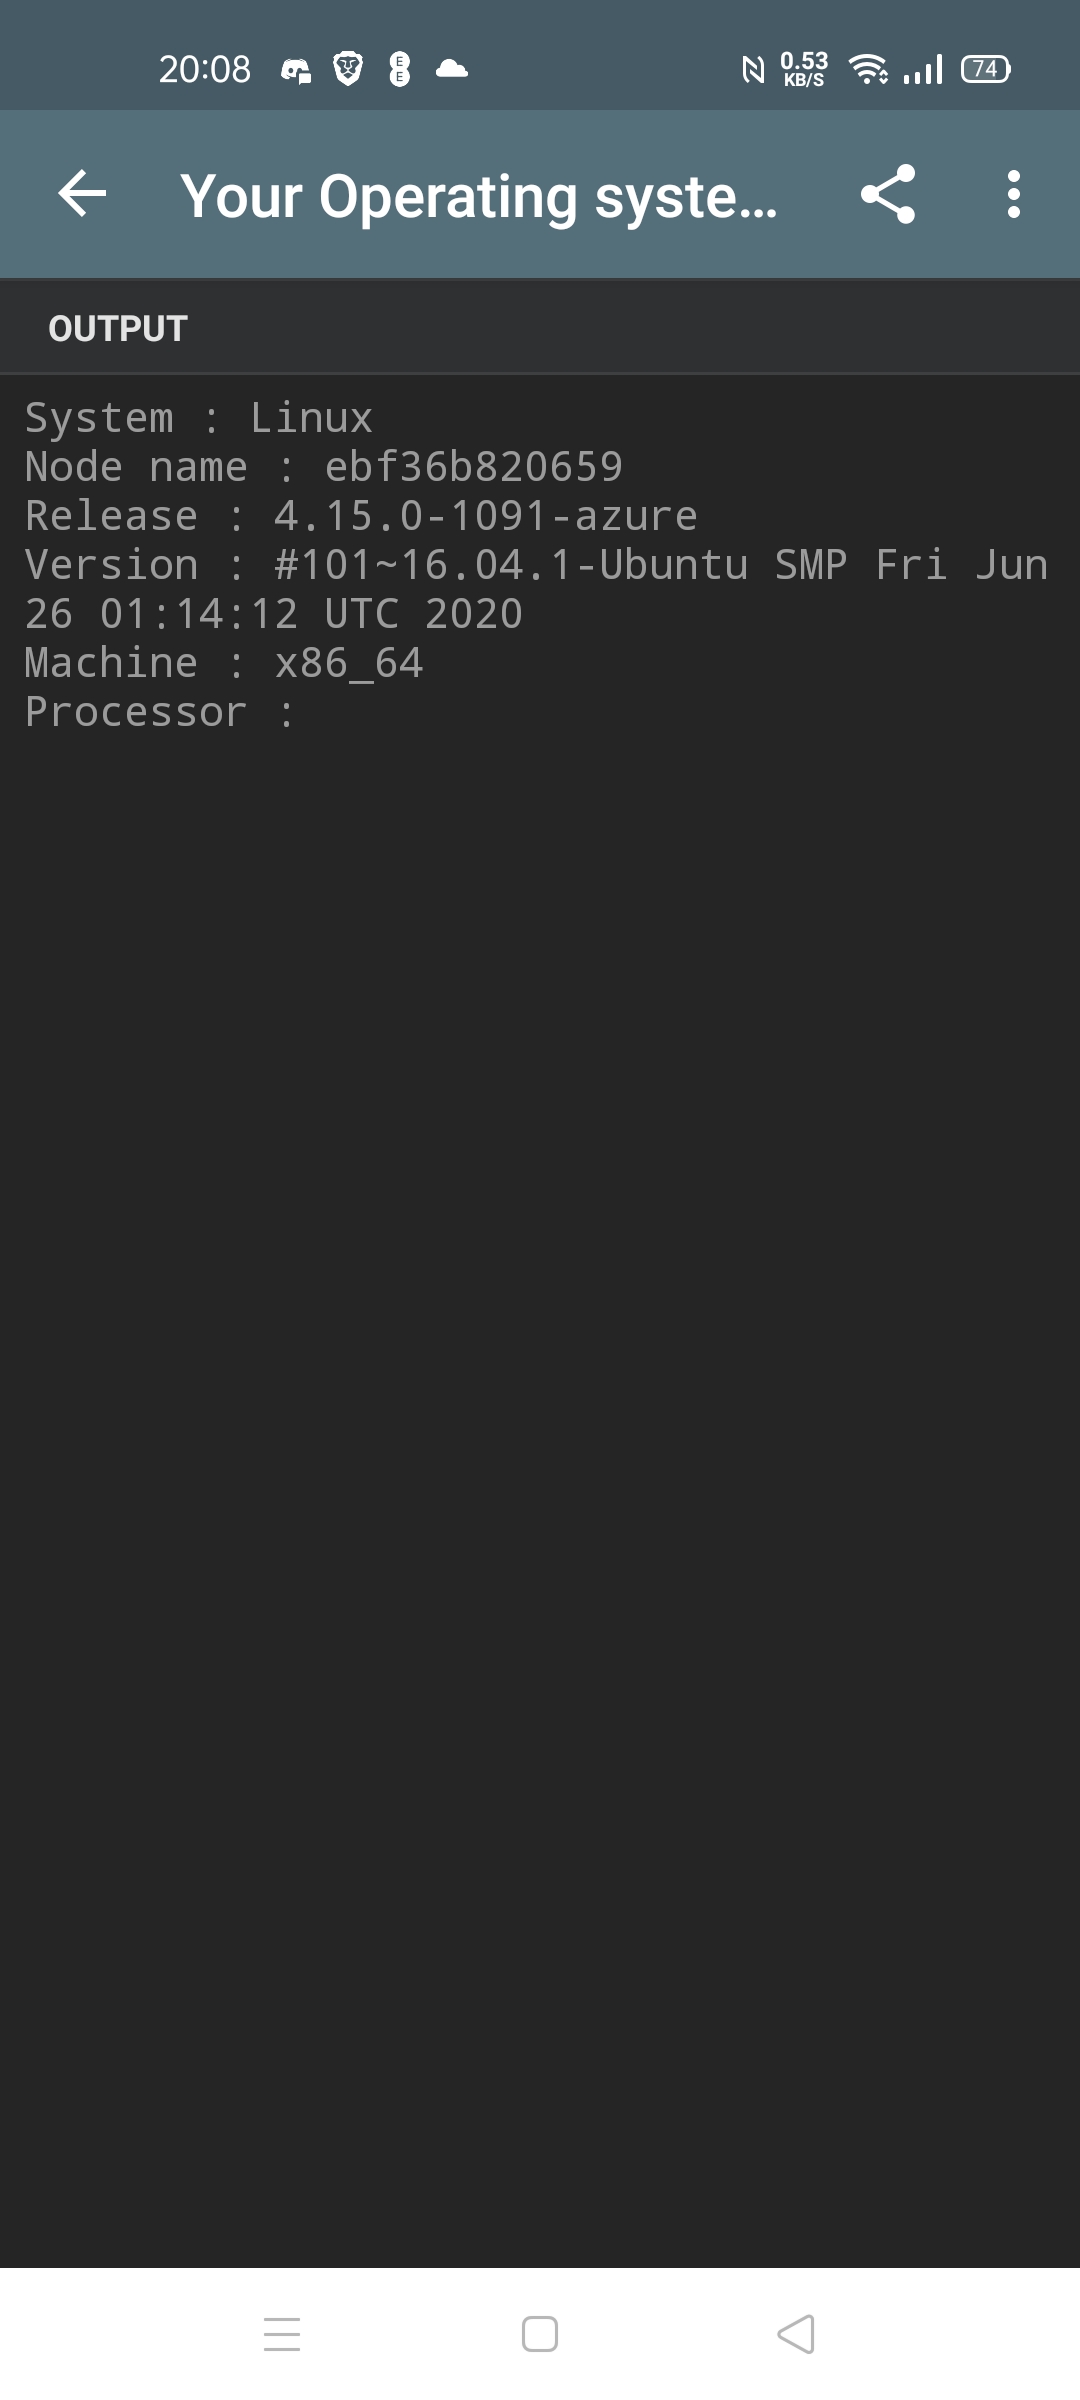 20:08 E E 0.53 KB/S 74
Your Operating syste...
OUTPUT
System : Linux
Node name : ebf36b820659
Release : 4.15.0-1091-azure
Version : #101~16.04.1-Ubuntu SMP Fri Jun
26 01:14:12 UTC 2020
Machine : x86_64
Processor :